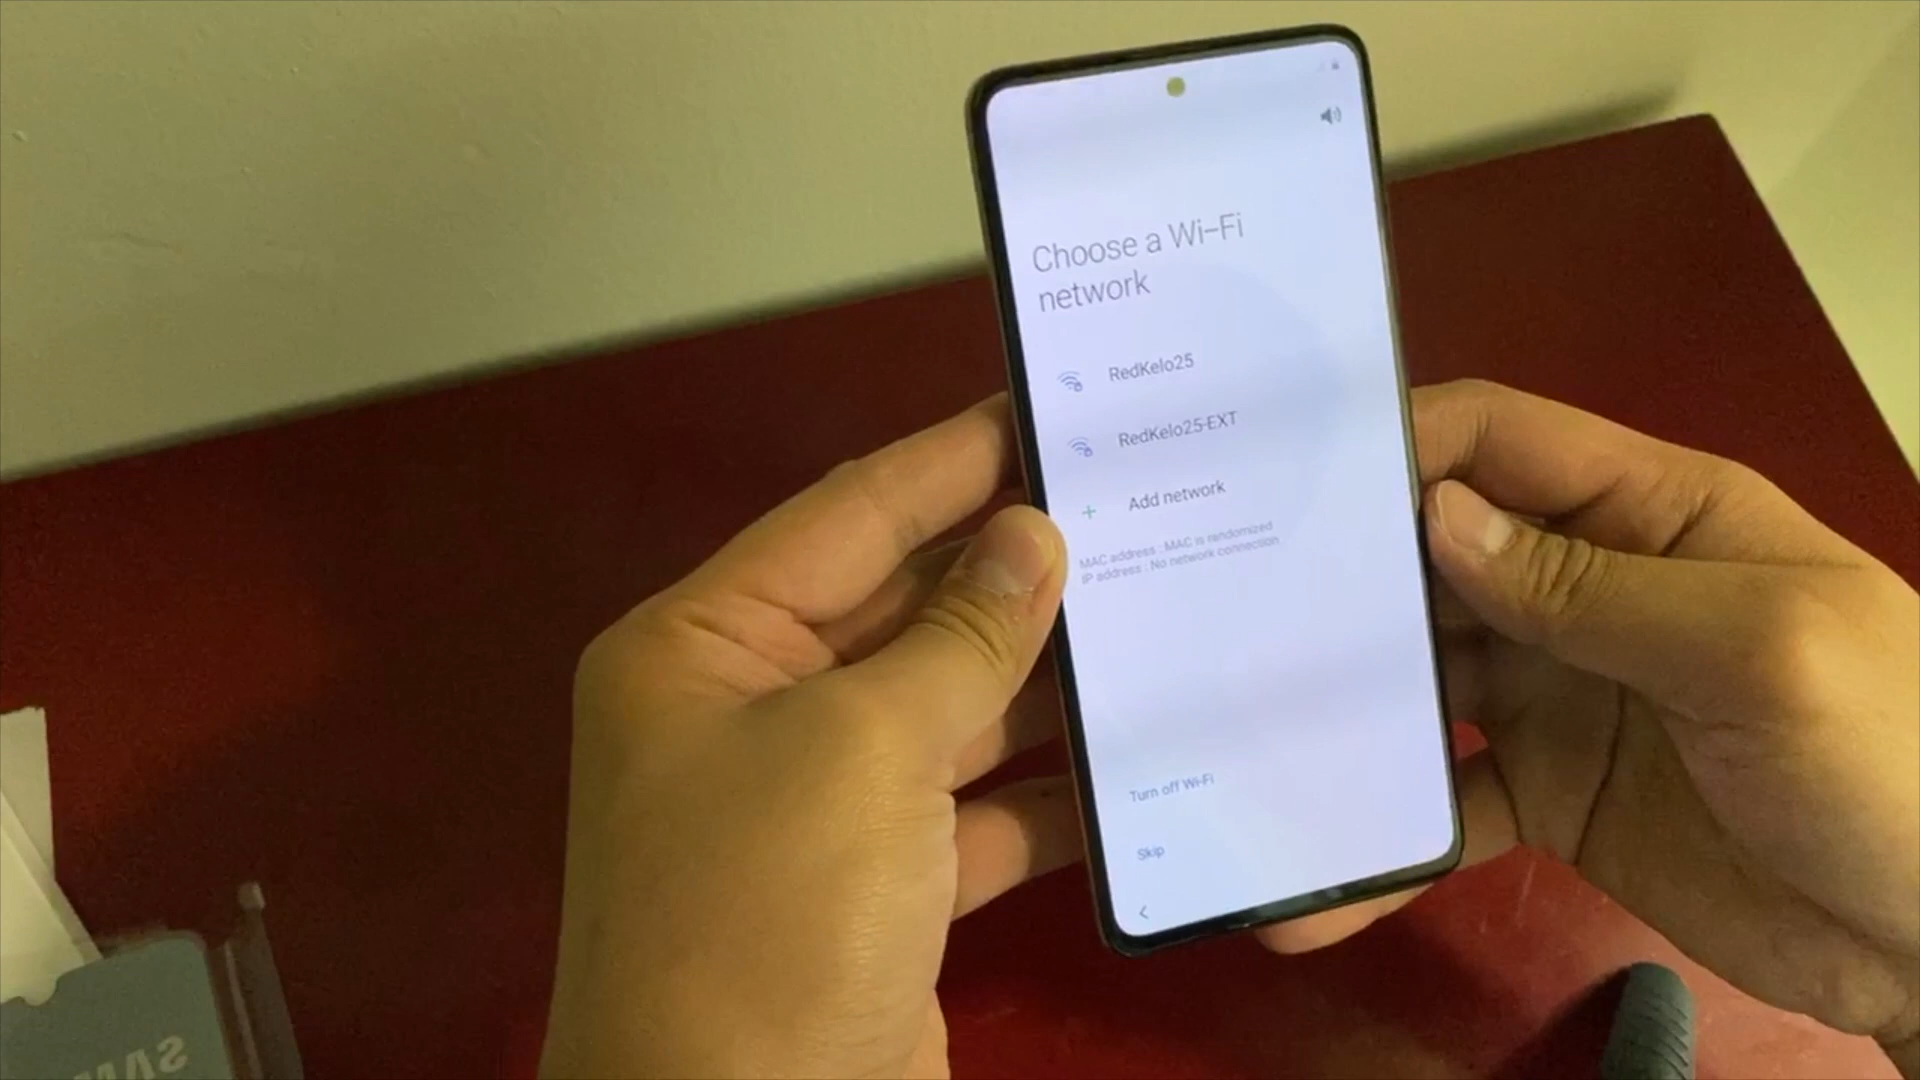 Choose a Wi-Fi
network
RedKelo25
RedKelo25-EXT
+ Add network
MAC address : MAC is randomized
IP address : No network connection
Turn off Wi-Fi
Skip
SAM